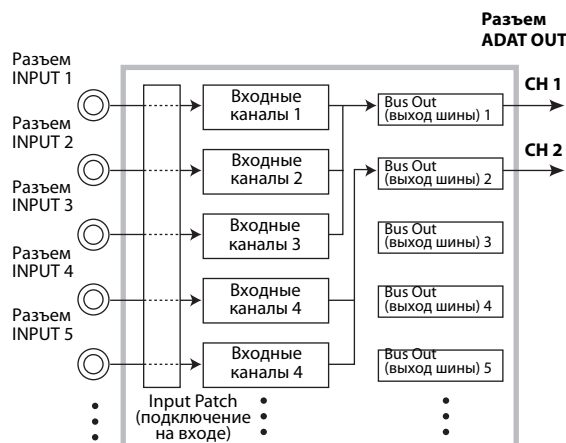 Разъем
ADAT OUT
Разъем
INPUT 1
Входные
каналы 1
Bus Out
(выход шины) 1
CH 1
Разъем
INPUT 2
Входные
каналы 2
Bus Out
(выход шины) 2
CH 2
Разъем
INPUT 3
Входные
каналы 3
Bus Out
(выход шины) 3
Разъем
INPUT 4
Входные
каналы 4
Bus Out
(выход шины) 4
Разъем
INPUT 5
Входные
каналы 4
Bus Out
(выход шины) 5
Input Patch
(подключение
на входе)